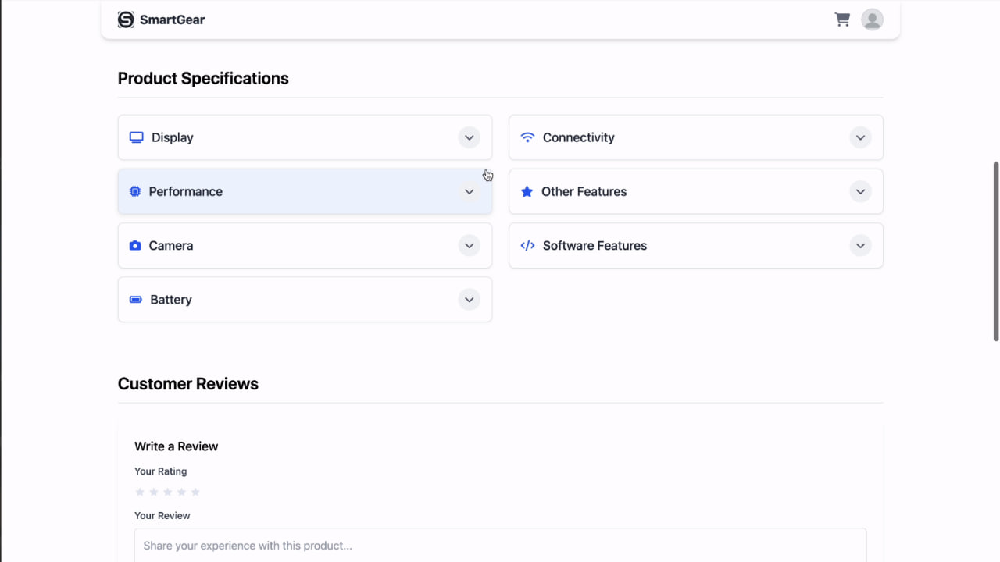 SmartGear
Product Specifications
Display
Connectivity
Performance
Other Features
Camera
Software Features
Battery
Customer Reviews
Write a Review
Your Rating
Your Review
Share your experience with this product...